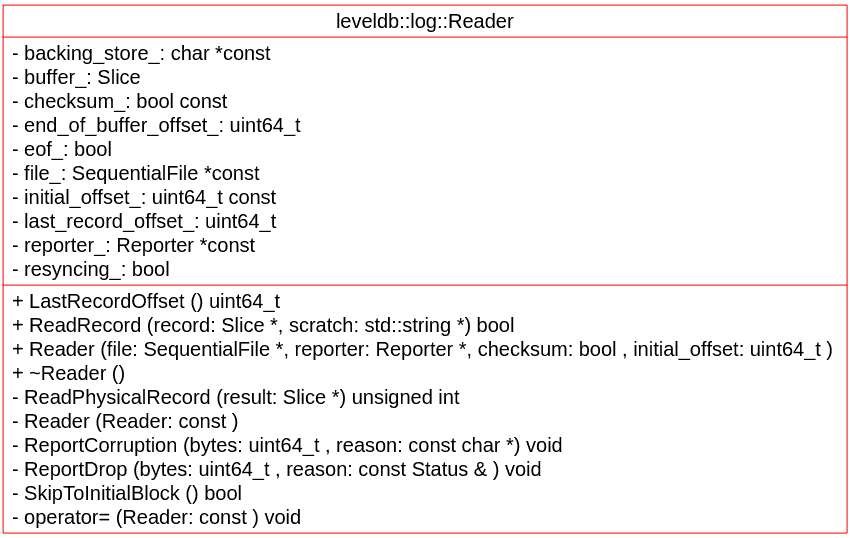 leveldb::log::Reader
- backing_store_: char *const
- buffer_: Slice
- checksum_: bool const
- end_of_buffer_offset_: uint64_t
- eof_: bool
- file_: SequentialFile *const
- initial_offset_: uint64_t const
- last_record_offset_: uint64_t
- reporter_: Reporter *const
- resyncing_: bool
+ LastRecordOffset () uint64_t
+ ReadRecord (record: Slice *, scratch: std::string *) bool
+ Reader (file: SequentialFile *, reporter: Reporter *, checksum: bool , initial_offset: uint64_t )
+ ~Reader ()
- ReadPhysicalRecord (result: Slice *) unsigned int
- Reader (Reader: const )
- ReportCorruption (bytes: uint64_t , reason: const char *) void
- ReportDrop (bytes: uint64_t , reason: const Status & ) void
- SkipToInitialBlock () bool
- operator= (Reader: const ) void